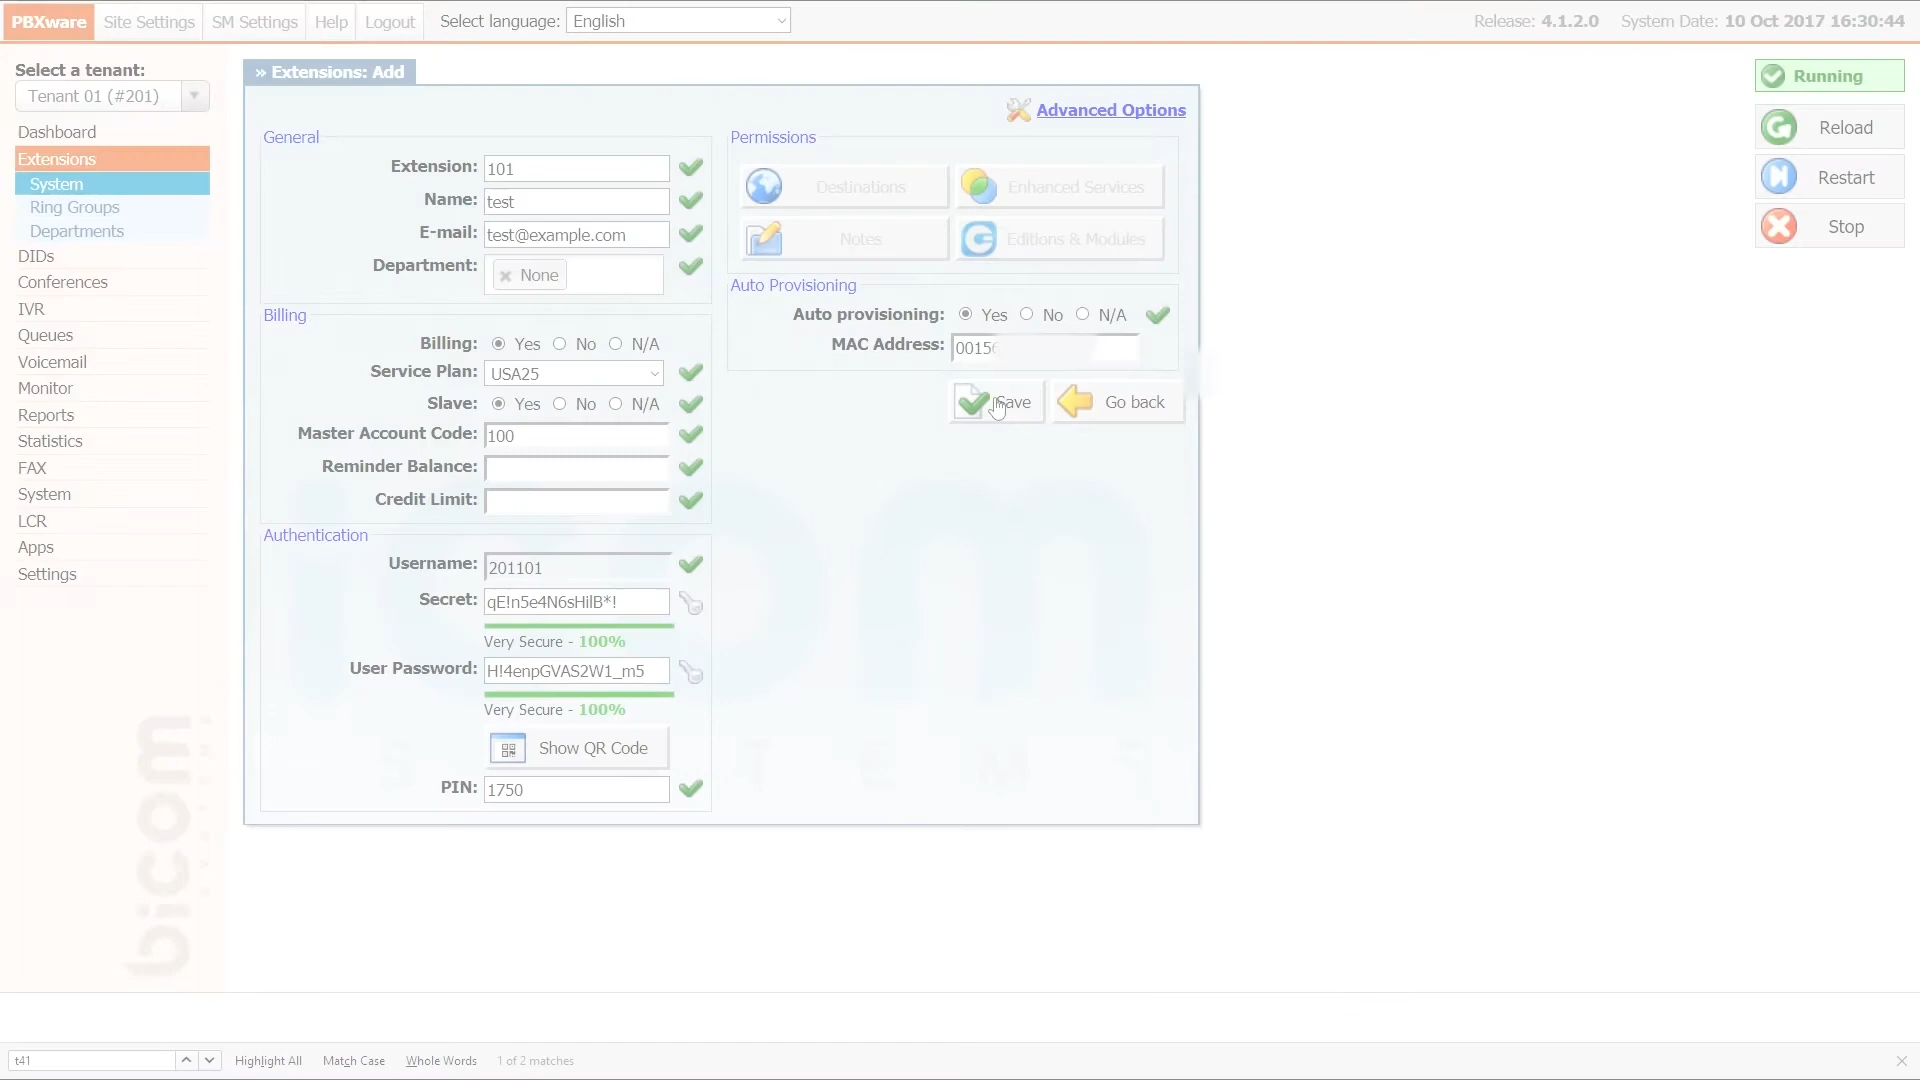 PBXware Site Settings SM Settings Help Logout Select language: English Release: 4.1.2.0 System Date: 10 Oct 2017 16:30:44
Select a tenant:
Tenant 01 (#201)
Dashboard
Extensions
System
Ring Groups
Departments
DIDs
Conferences
IVR
Queues
Voicemail
Monitor
Reports
Statistics
FAX
System
LCR
Apps
Settings
bicom
» Extensions: Add
Advanced Options
General
Extension: 101
Name: test
E-mail: test@example.com
Department: None
Billing
Billing: Yes No N/A
Service Plan: USA25
Slave: Yes No N/A
Master Account Code: 100
Reminder Balance:
Credit Limit:
Authentication
Username: 201101
Secret: qE!n5e4N6sHilB*!
Very Secure - 100%
User Password: H!4enpGVAS2W1_m5
Very Secure - 100%
Show QR Code
PIN: 1750
Permissions
Destinations Enhanced Services
Notes Editions & Modules
Auto Provisioning
Auto provisioning: Yes No N/A
MAC Address: 00156
Save Go back
Running
Reload
Restart
Stop
t41 Highlight All Match Case Whole Words 1 of 2 matches